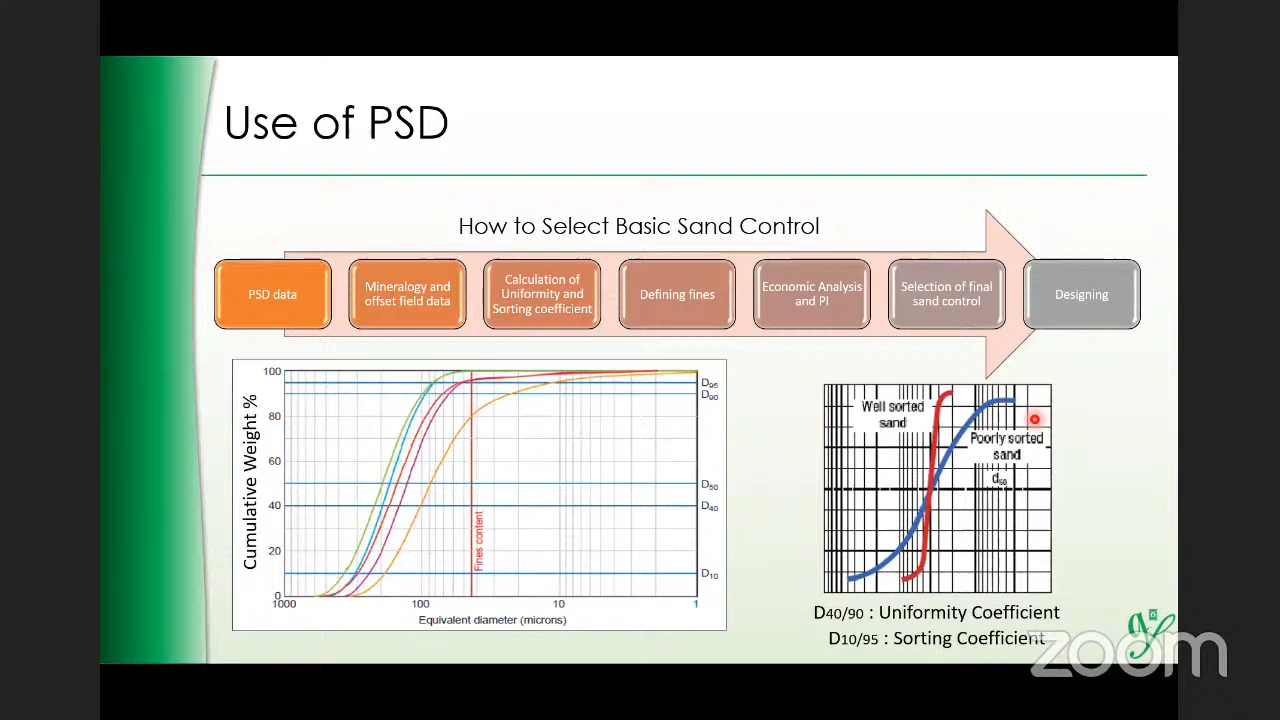 Use of PSD
How to Select Basic Sand Control
PSD data
Mineralogy and
offset field data
Calculation of
Uniformity and
Sorting coefficient
Defining fines
Economic Analysis
and PI
Selection of final
sand control
Designing
Cumulative Weight %
100
80
60
40
20
0
D95
D90
D50
D40
D10
Fines content
1000
100
10
1
Equivalent diameter (microns)
Well sorted
sand
Poorly sorted
sand
d50
D40/90 : Uniformity Coefficient
D10/95 : Sorting Coefficient
zoom